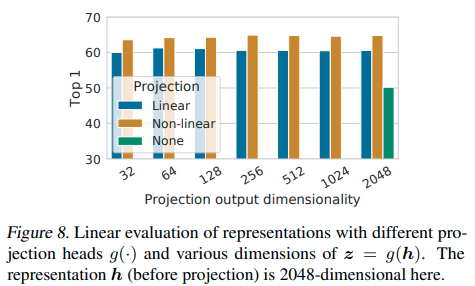 70
60
50
40
30
Top 1
Projection
Linear
Non-linear
None
32 64 128 256 512 1024 2048
Projection output dimensionality
Figure 8. Linear evaluation of representations with different pro-
jection heads g(·) and various dimensions of z = g(h). The
representation h (before projection) is 2048-dimensional here.